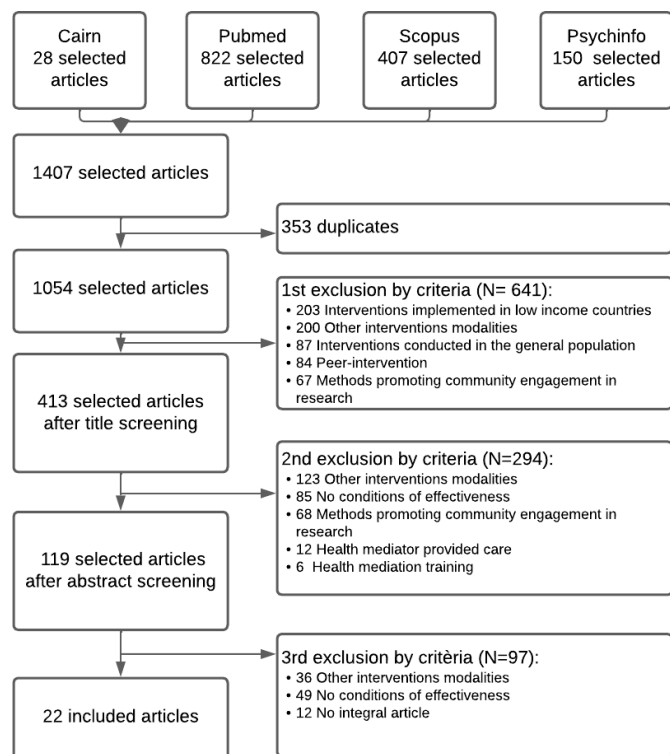 Cairn
28 selected
articles
Pubmed
822 selected
articles
Scopus
407 selected
articles
Psychinfo
150 selected
articles
1407 selected articles
353 duplicates
1054 selected articles
1st exclusion by criteria (N= 641):
• 203 Interventions implemented in low income countries
• 200 Other interventions modalities
• 87 Interventions conducted in the general population
• 84 Peer-intervention
• 67 Methods promoting community engagement in
research
413 selected articles
after title screening
2nd exclusion by criteria (N=294):
• 123 Other interventions modalities
• 85 No conditions of effectiveness
• 68 Methods promoting community engagement in
research
• 12 Health mediator provided care
• 6 Health mediation training
119 selected articles
after abstract screening
3rd exclusion by critèria (N=97):
• 36 Other interventions modalities
• 49 No conditions of effectiveness
• 12 No integral article
22 included articles